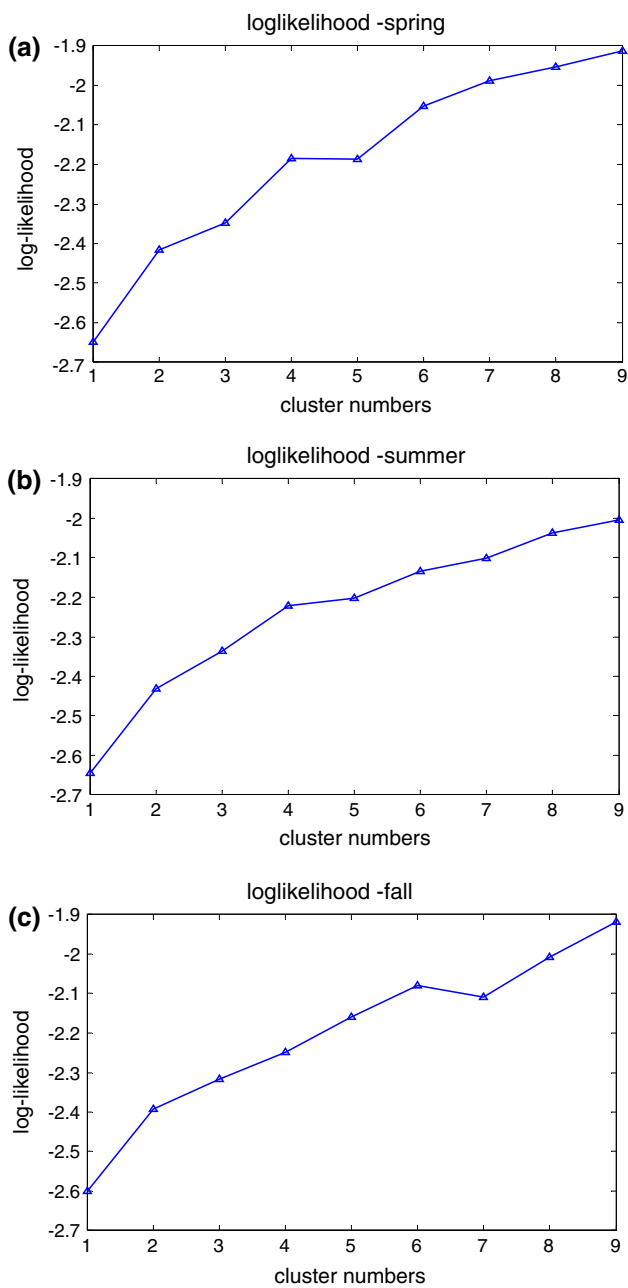 (a)
loglikelihood -spring
-1.9
-2
-2.1
-2.2
-2.3
-2.4
-2.5
-2.6
-2.7
log-likelihood
1 2 3 4 5 6 7 8 9
cluster numbers
(b)
loglikelihood -summer
-1.9
-2
-2.1
-2.2
-2.3
-2.4
-2.5
-2.6
-2.7
log-likelihood
1 2 3 4 5 6 7 8 9
cluster numbers
(c)
loglikelihood -fall
-1.9
-2
-2.1
-2.2
-2.3
-2.4
-2.5
-2.6
-2.7
log-likelihood
1 2 3 4 5 6 7 8 9
cluster numbers